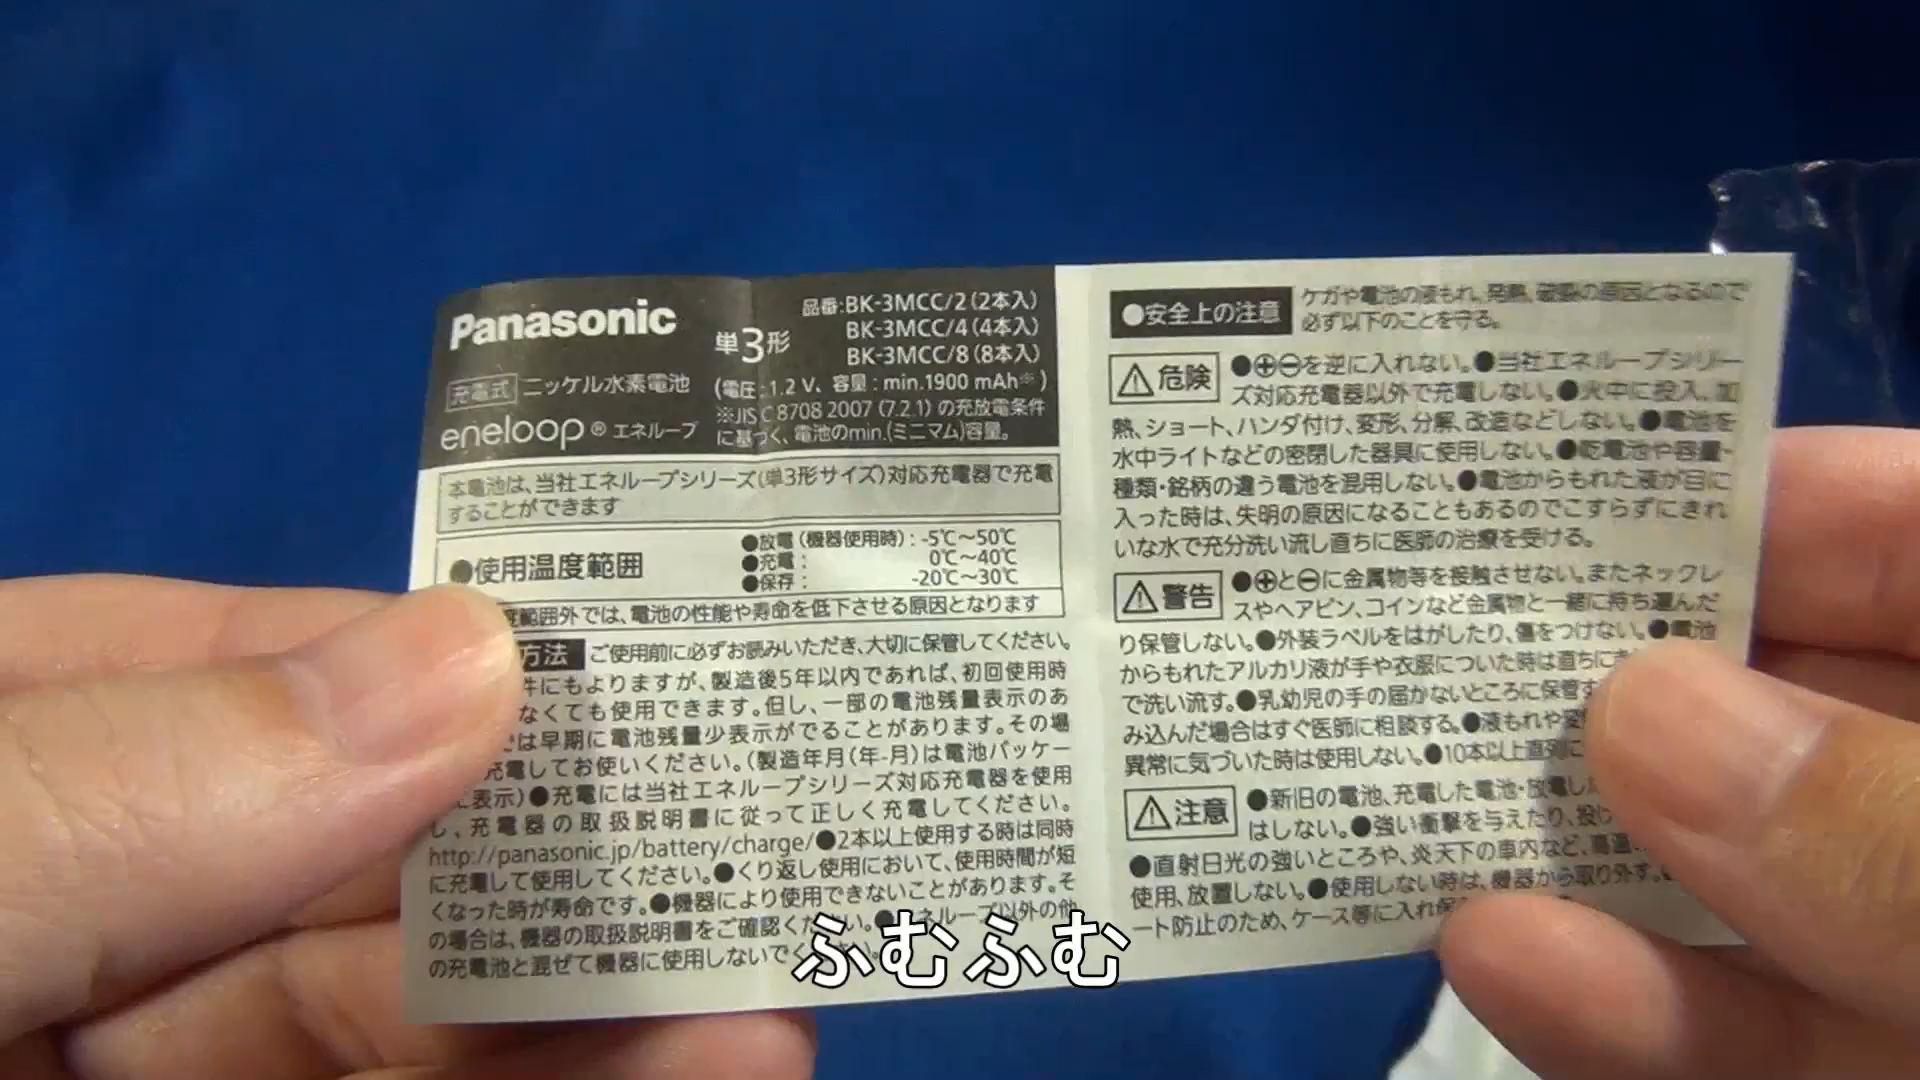 Panasonic
充電式 ニッケル水素電池
eneloop® エネループ
単3形
品番:BK-3MCC/2(2本入)
BK-3MCC/4(4本入)
BK-3MCC/8(8本入)
(電圧:1.2 V、容量:min.1900 mAh※)
※JIS C 8708 2007 (7.2.1) の充放電条件
に基づく、電池のmin.(ミニマム)容量。
本電池は、当社エネループシリーズ(単3形サイズ)対応充電器で充電
することができます
●使用温度範囲
●放電(機器使用時):-5℃～50℃
●充電: 0℃～40℃
●保存: -20℃～30℃
度範囲外では、電池の性能や寿命を低下させる原因となります
方法 ご使用前に必ずお読みいただき、大切に保管してください。
件にもよりますが、製造後5年以内であれば、初回使用時
なくても使用できます。但し、一部の電池残量表示のあ
では早期に電池残量少表示がでることがあります。その場
充電してお使いください。(製造年月(年-月)は電池パッケー
に表示)●充電には当社エネループシリーズ対応充電器を使用
し、充電器の取扱説明書に従って正しく充電してください。
http://panasonic.jp/battery/charge/●2本以上使用する時は同時
に充電して使用してください。●くり返し使用において、使用時間が短
くなった時が寿命です。●機器により使用できないことがあります。そ
の場合は、機器の取扱説明書をご確認ください。●エネループ以外の他
の充電池と混ぜて機器に使用しないでください。
●安全上の注意 ケガや電池の液もれ、発熱、破裂の原因となるので
必ず以下のことを守る。
危険 ●⊕⊖を逆に入れない。●当社エネループシリー
ズ対応充電器以外で充電しない。●火中に投入、加
熱、ショート、ハンダ付け、変形、分解、改造などしない。●電池を
水中ライトなどの密閉した器具に使用しない。●乾電池や容量・
種類・銘柄の違う電池を混用しない。●電池からもれた液が目に
入った時は、失明の原因になることもあるのでこすらずにきれ
いな水で充分洗い流し直ちに医師の治療を受ける。
警告 ●⊕と⊖に金属物等を接触させない。またネックレ
スやヘアピン、コインなど金属物と一緒に持ち運んだ
り保管しない。●外装ラベルをはがしたり、傷をつけない。●電池
からもれたアルカリ液が手や衣服についた時は直ちに
で洗い流す。●乳幼児の手の届かないところに保管す
み込んだ場合はすぐ医師に相談する。●液もれや変
異常に気づいた時は使用しない。●10本以上直列に
注意 ●新旧の電池、充電した電池・放電した
はしない。●強い衝撃を与えたり、投げ
●直射日光の強いところや、炎天下の車内など、高温
使用、放置しない。●使用しない時は、機器から取り外す。
ート防止のため、ケース等に入れ保
ふむふむ